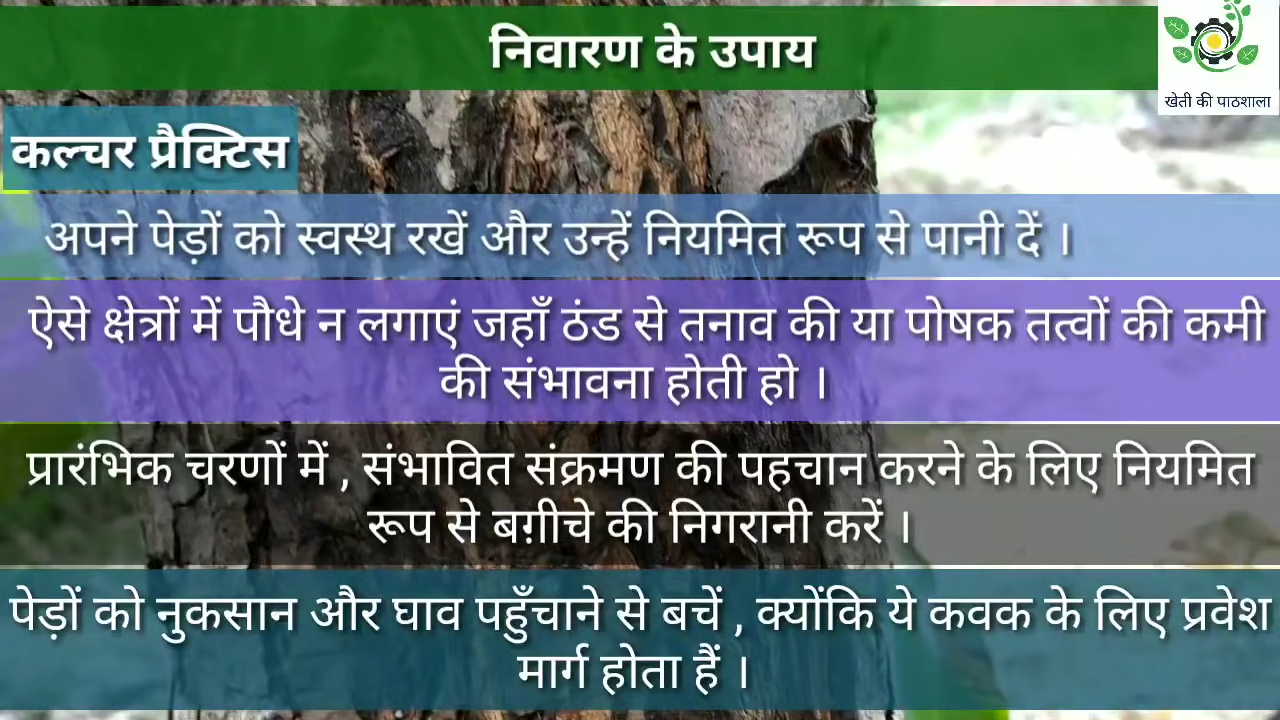 निवारण के उपाय
खेती की पाठशाला
कल्चर प्रैक्टिस
अपने पेड़ों को स्वस्थ रखें और उन्हें नियमित रूप से पानी दें ।
ऐसे क्षेत्रों में पौधे न लगाएं जहाँ ठंड से तनाव की या पोषक तत्वों की कमी
की संभावना होती हो ।
प्रारंभिक चरणों में , संभावित संक्रमण की पहचान करने के लिए नियमित
रूप से बग़ीचे की निगरानी करें ।
पेड़ों को नुकसान और घाव पहुँचाने से बचें , क्योंकि ये कवक के लिए प्रवेश
मार्ग होता हैं ।